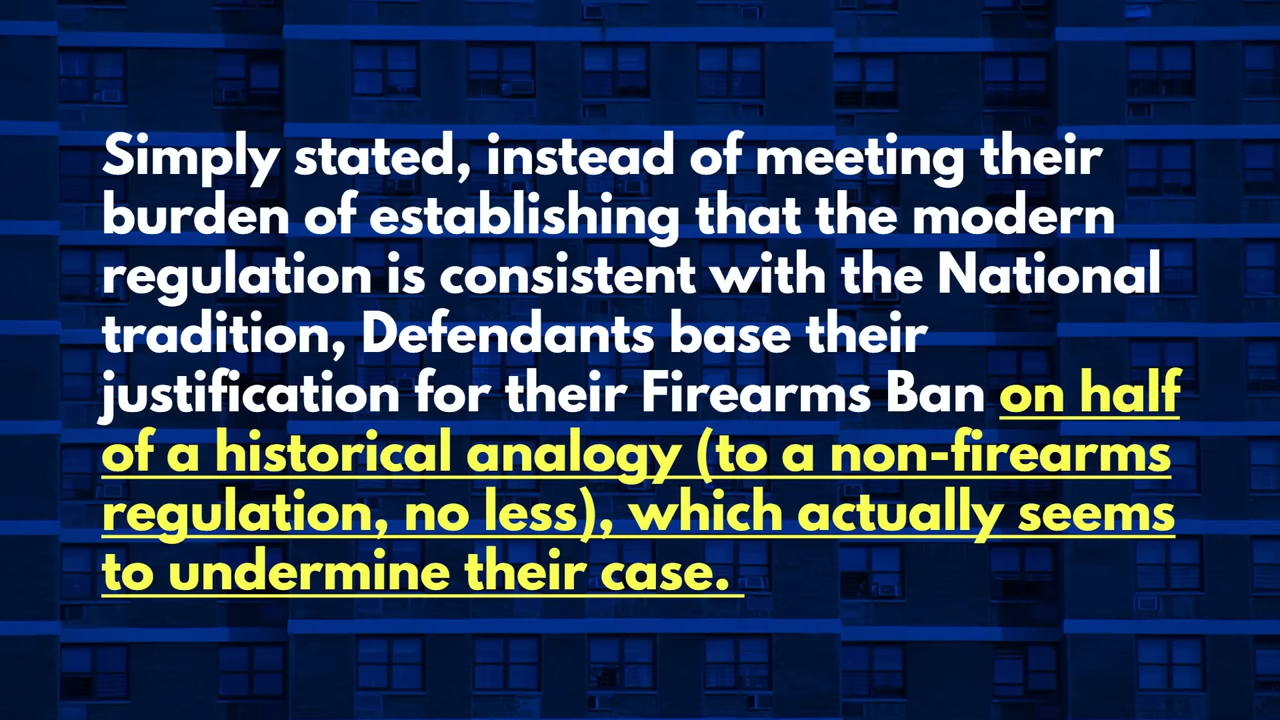 Simply stated, instead of meeting their
burden of establishing that the modern
regulation is consistent with the National
tradition, Defendants base their
justification for their Firearms Ban on half
of a historical analogy (to a non-firearms
regulation, no less), which actually seems
to undermine their case.